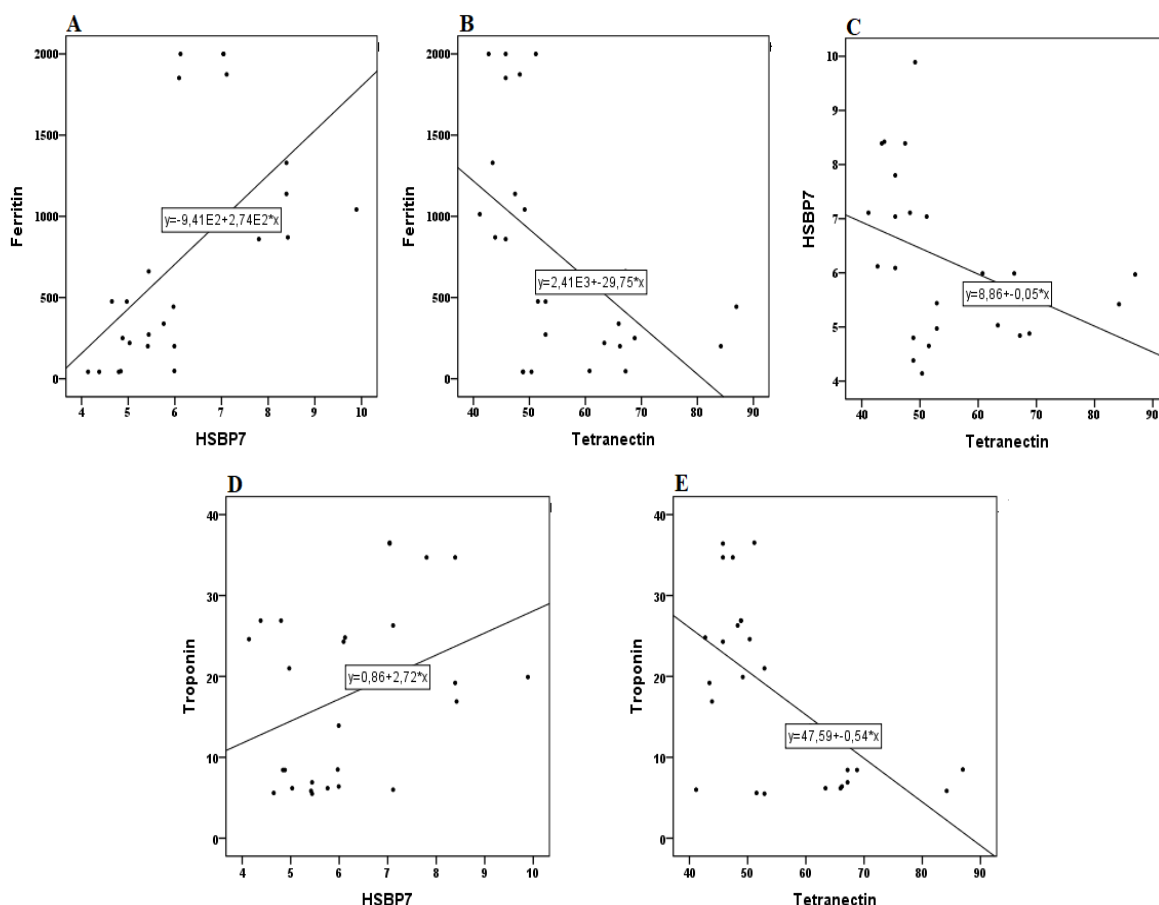 A
2000
1500
1000
500
0
Ferritin
y=-9,41E2+2,74E2*x
4 5 6 7 8 9 10
HSBP7
B
2000
1500
1000
500
0
Ferritin
y=2,41E3+-29,75*x
40 50 60 70 80 90
Tetranectin
C
10
9
8
7
6
5
4
HSBP7
y=8,86+-0,05*x
40 50 60 70 80 90
Tetranectin
D
40
30
20
10
0
Troponin
y=0,86+2,72*x
4 5 6 7 8 9 10
HSBP7
E
40
30
20
10
0
Troponin
y=47,59+-0,54*x
40 50 60 70 80 90
Tetranectin